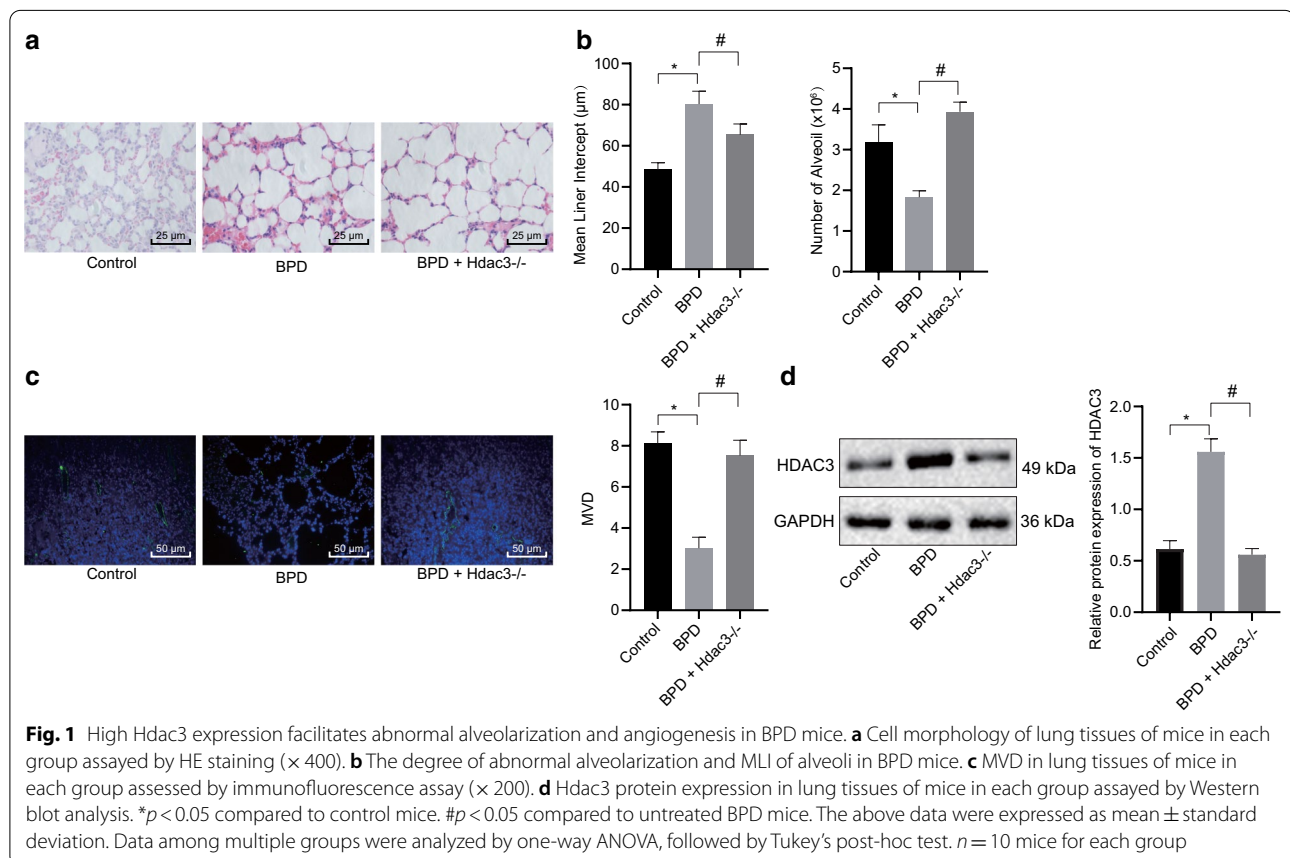 a
25 µm
25 µm
25 µm
Control
BPD
BPD + Hdac3-/-
b
Mean Liner Intercept (µm)
100
80
60
40
20
0
*
#
Control
BPD
BPD + Hdac3-/-
Number of Alveoil (x10⁶)
5
4
3
2
1
0
*
#
Control
BPD
BPD + Hdac3-/-
c
50 µm
50 µm
50 µm
Control
BPD
BPD + Hdac3-/-
MVD
10
8
6
4
2
0
*
#
Control
BPD
BPD + Hdac3-/-
d
HDAC3
49 kDa
GAPDH
36 kDa
Control
BPD
BPD + Hdac3-/-
Relative protein expression of HDAC3
2.0
1.5
1.0
0.5
0.0
*
#
Control
BPD
BPD + Hdac3-/-
Fig. 1 High Hdac3 expression facilitates abnormal alveolarization and angiogenesis in BPD mice. a Cell morphology of lung tissues of mice in each
group assayed by HE staining (× 400). b The degree of abnormal alveolarization and MLI of alveoli in BPD mice. c MVD in lung tissues of mice in
each group assessed by immunofluorescence assay (× 200). d Hdac3 protein expression in lung tissues of mice in each group assayed by Western
blot analysis. *p < 0.05 compared to control mice. #p < 0.05 compared to untreated BPD mice. The above data were expressed as mean ± standard
deviation. Data among multiple groups were analyzed by one-way ANOVA, followed by Tukey's post-hoc test. n = 10 mice for each group